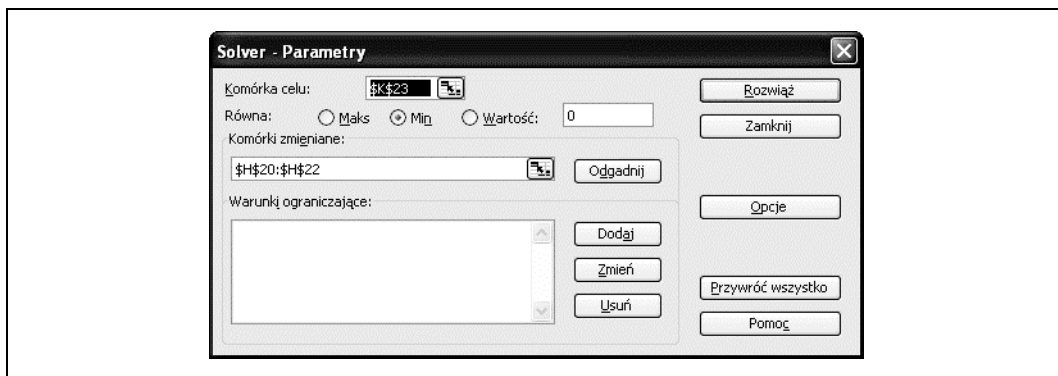 Solver - Parametry
Komórka celu: $K$23
Rozwiąż
Równa: Maks Min Wartość: 0
Zamknij
Komórki zmieniane:
$H$20:$H$22 Odgadnij
Warunki ograniczające:
Opcje
Dodaj
Zmień
Przywróć wszystko
Usuń
Pomoc